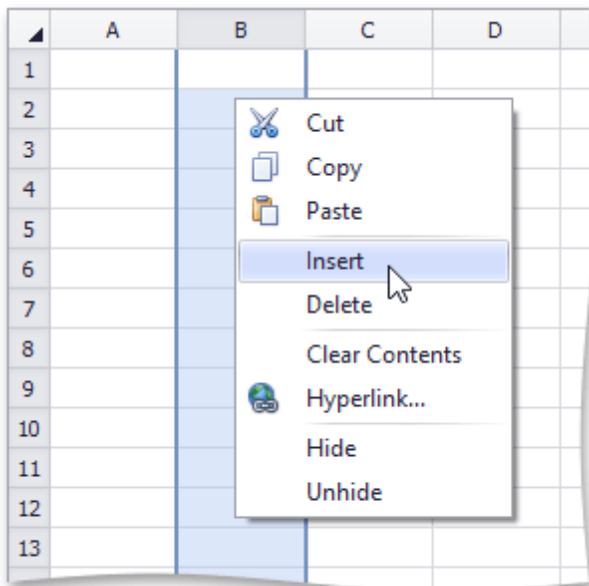 A B C D
1
2
Cut
3
Copy
4
Paste
5
6
Insert
7
Delete
8
Clear Contents
9
Hyperlink...
10
11
Hide
12
Unhide
13